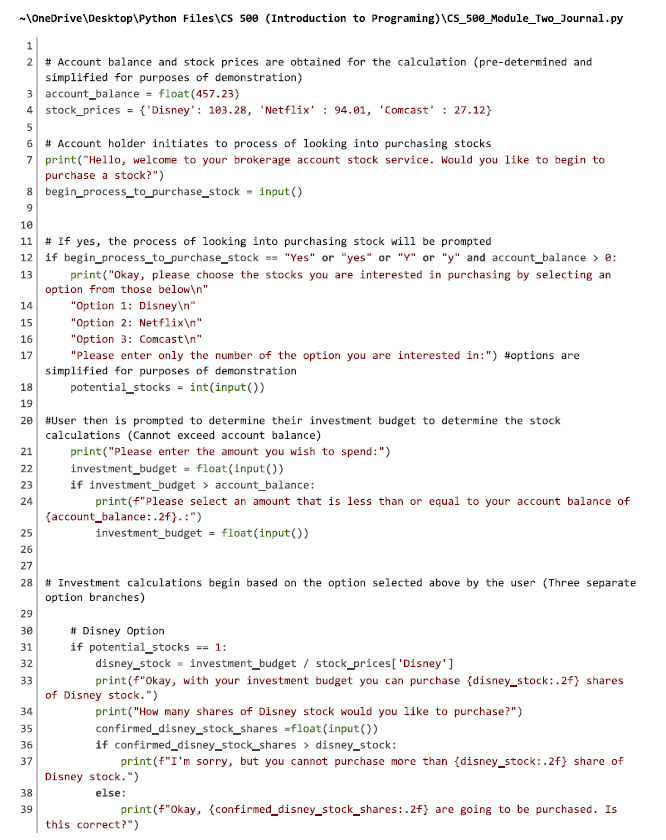 ~\OneDrive\Desktop\Python Files\CS 500 (Introduction to Programing)\CS_500_Module_Two_Journal.py
1
2 # Account balance and stock prices are obtained for the calculation (pre-determined and
simplified for purposes of demonstration)
3 account_balance = float(457.23)
4 stock_prices = {'Disney': 103.28, 'Netflix' : 94.01, 'Comcast' : 27.12}
5
6 # Account holder initiates to process of looking into purchasing stocks
7 print("Hello, welcome to your brokerage account stock service. Would you like to begin to
purchase a stock?")
8 begin_process_to_purchase_stock = input()
9
10
11 # If yes, the process of looking into purchasing stock will be prompted
12 if begin_process_to_purchase_stock == "Yes" or "yes" or "Y" or "y" and account_balance > 0:
13     print("Okay, please choose the stocks you are interested in purchasing by selecting an
option from those below\n"
14     "Option 1: Disney\n"
15     "Option 2: Netflix\n"
16     "Option 3: Comcast\n"
17     "Please enter only the number of the option you are interested in:") #options are
simplified for purposes of demonstration
18     potential_stocks = int(input())
19
20 #User then is prompted to determine their investment budget to determine the stock
calculations (Cannot exceed account balance)
21     print("Please enter the amount you wish to spend:")
22     investment_budget = float(input())
23     if investment_budget > account_balance:
24         print(f"Please select an amount that is less than or equal to your account balance of
{account_balance:.2f}.:")
25         investment_budget = float(input())
26
27
28 # Investment calculations begin based on the option selected above by the user (Three separate
option branches)
29
30     # Disney Option
31     if potential_stocks == 1:
32         disney_stock = investment_budget / stock_prices['Disney']
33         print(f"Okay, with your investment budget you can purchase {disney_stock:.2f} shares
of Disney stock.")
34         print("How many shares of Disney stock would you like to purchase?")
35         confirmed_disney_stock_shares =float(input())
36         if confirmed_disney_stock_shares > disney_stock:
37             print(f"I'm sorry, but you cannot purchase more than {disney_stock:.2f} share of
Disney stock.")
38         else:
39             print(f"Okay, {confirmed_disney_stock_shares:.2f} are going to be purchased. Is
this correct?")